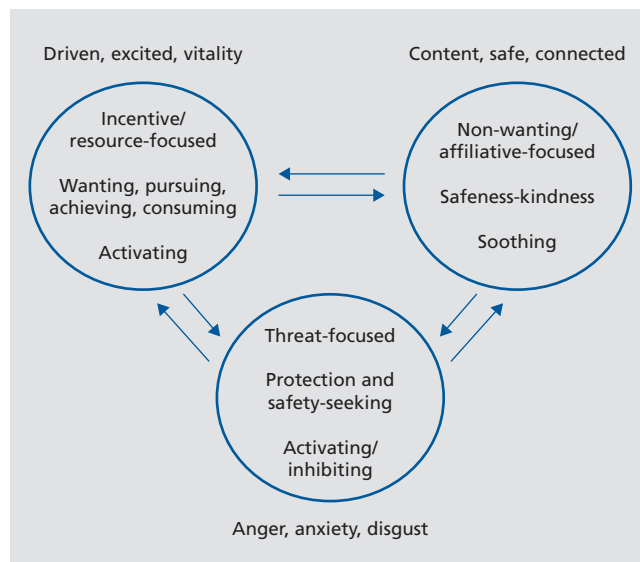 Driven, excited, vitality
Incentive/
resource-focused
Wanting, pursuing,
achieving, consuming
Activating
Content, safe, connected
Non-wanting/
affiliative-focused
Safeness-kindness
Soothing
Threat-focused
Protection and
safety-seeking
Activating/
inhibiting
Anger, anxiety, disgust